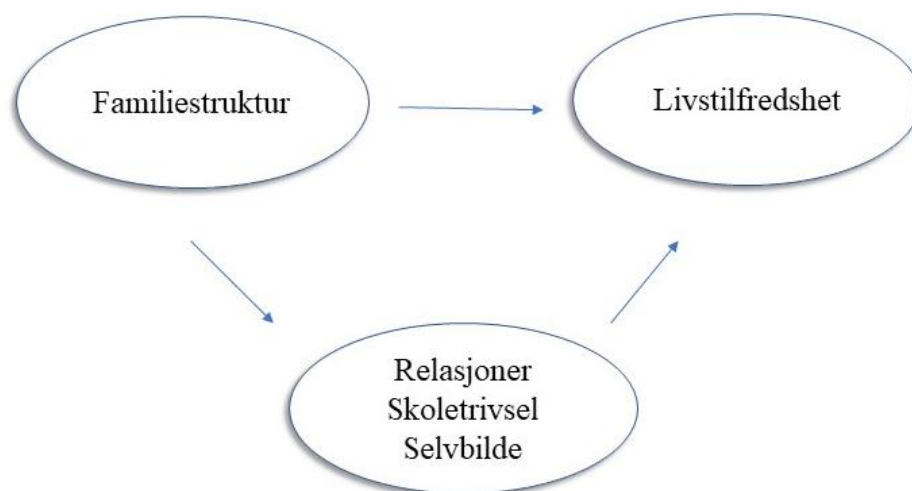 Familiestruktur
Livstilfredshet
Relasjoner
Skoletrivsel
Selvbilde